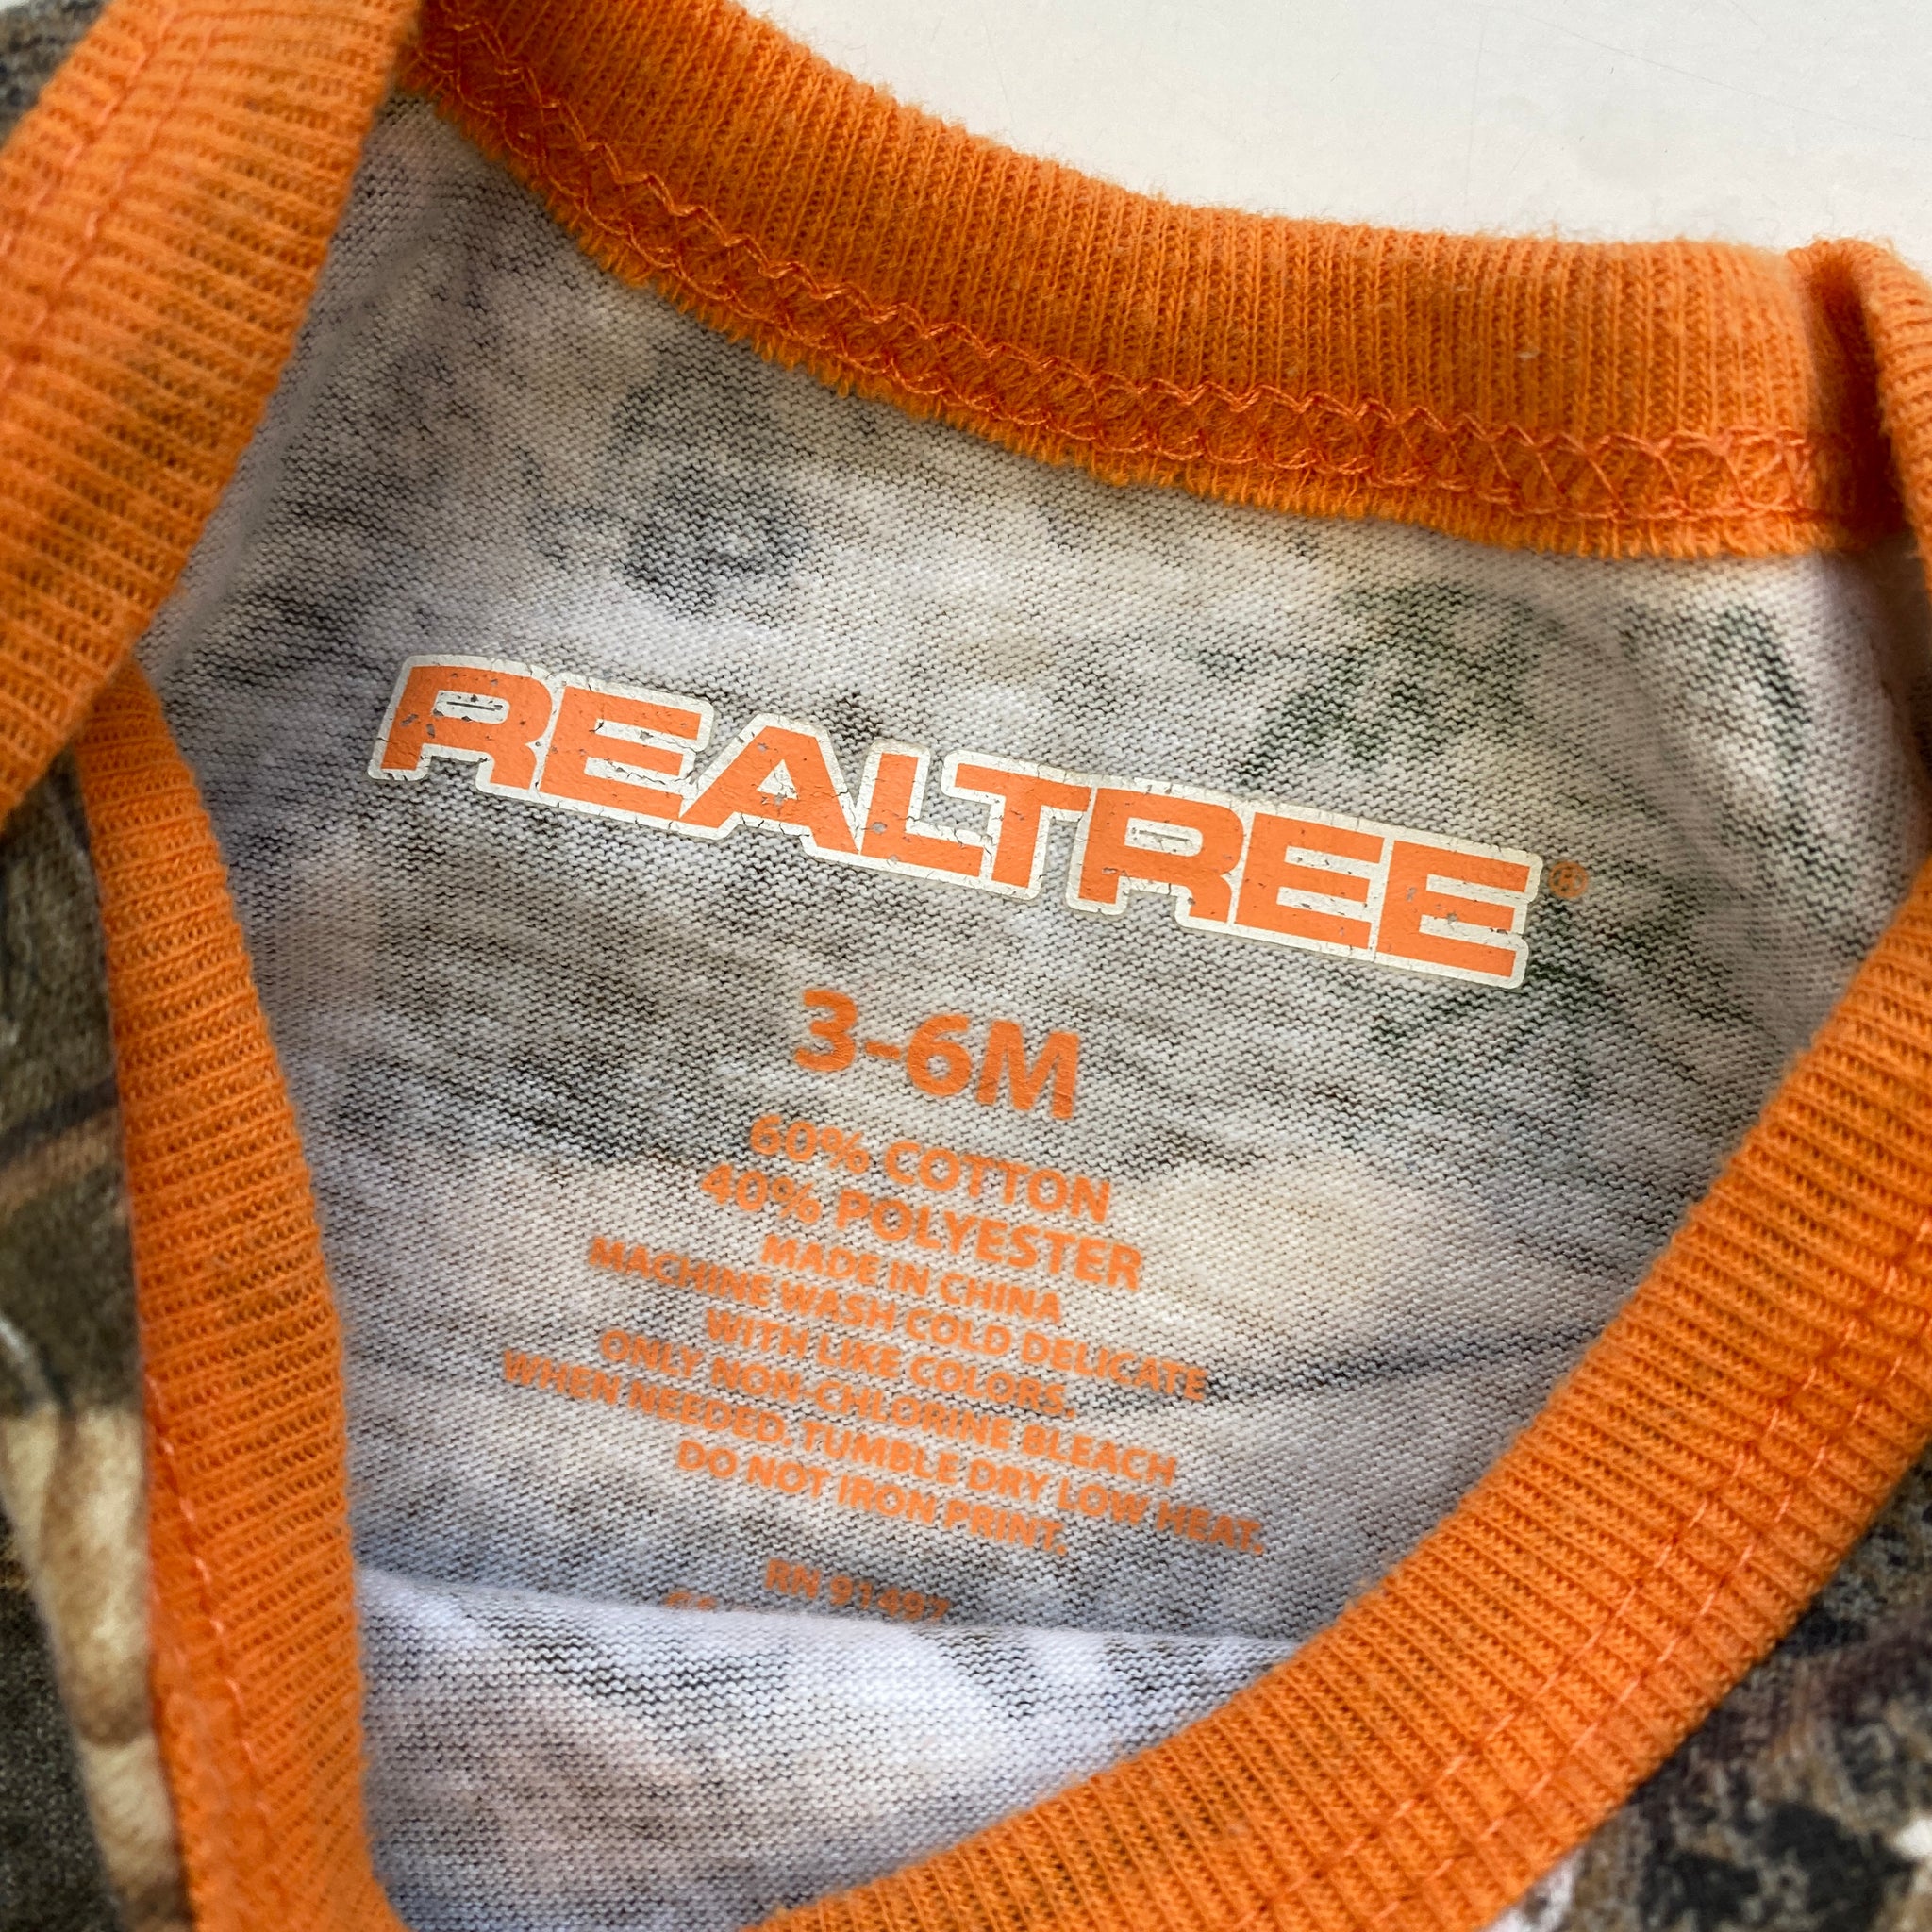 REALTREE®
3-6M
60% COTTON
40% POLYESTER
MADE IN CHINA
MACHINE WASH COLD DELICATE
WITH LIKE COLORS.
ONLY NON-CHLORINE BLEACH
WHEN NEEDED. TUMBLE DRY LOW HEAT.
DO NOT IRON PRINT.
RN 91497